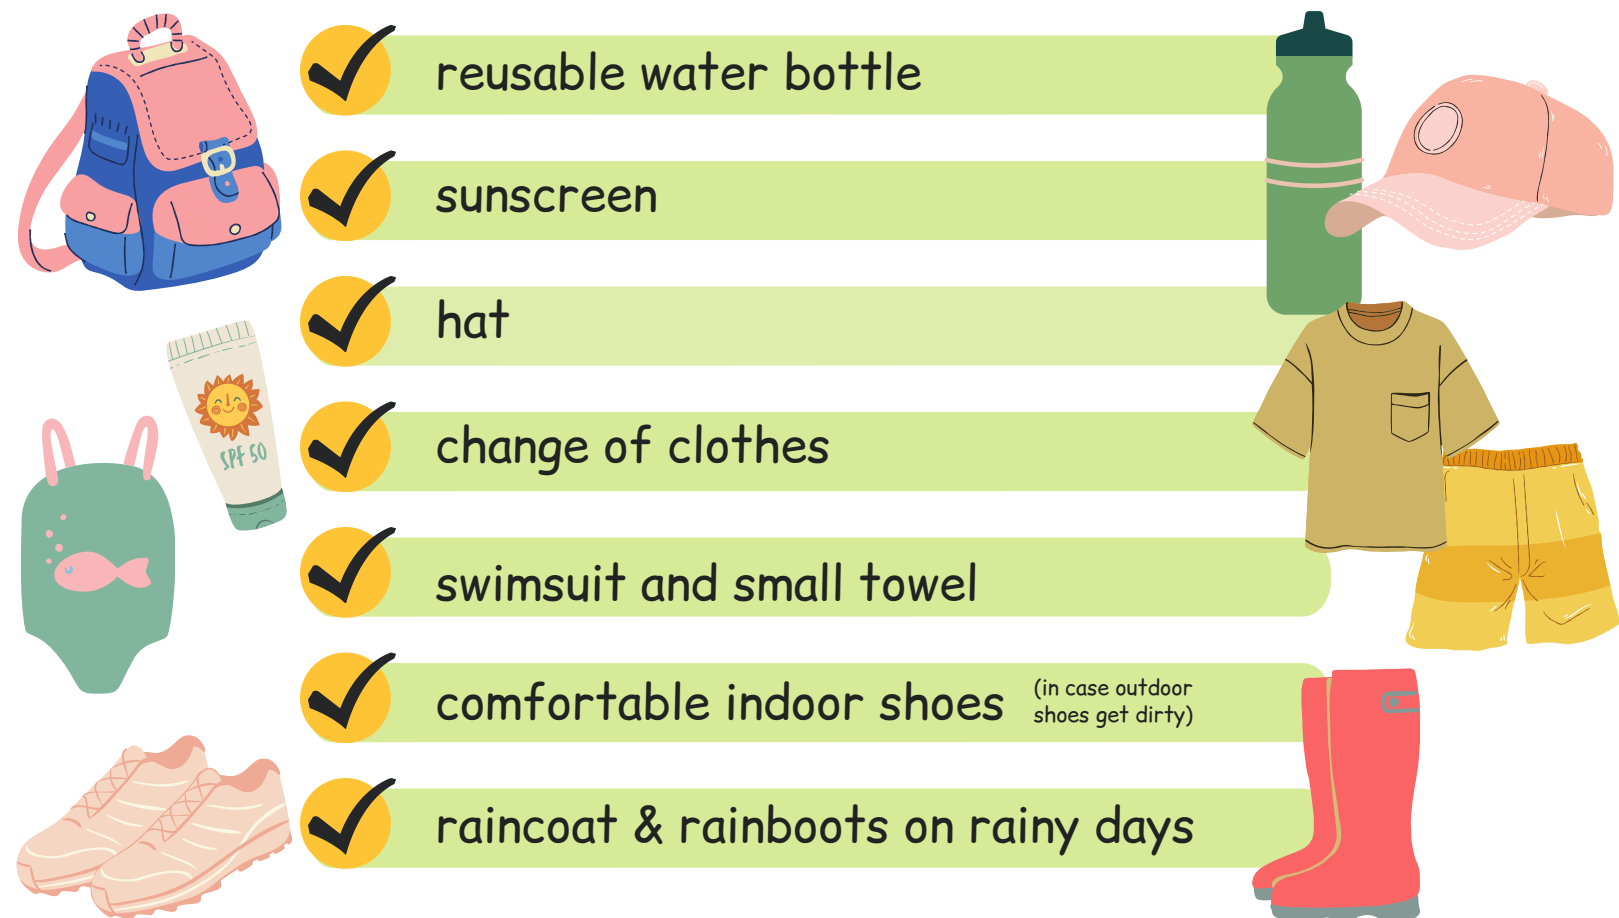 reusable water bottle
sunscreen
hat
SPF 50
change of clothes
swimsuit and small towel
comfortable indoor shoes
(in case outdoor
shoes get dirty)
raincoat & rainboots on rainy days